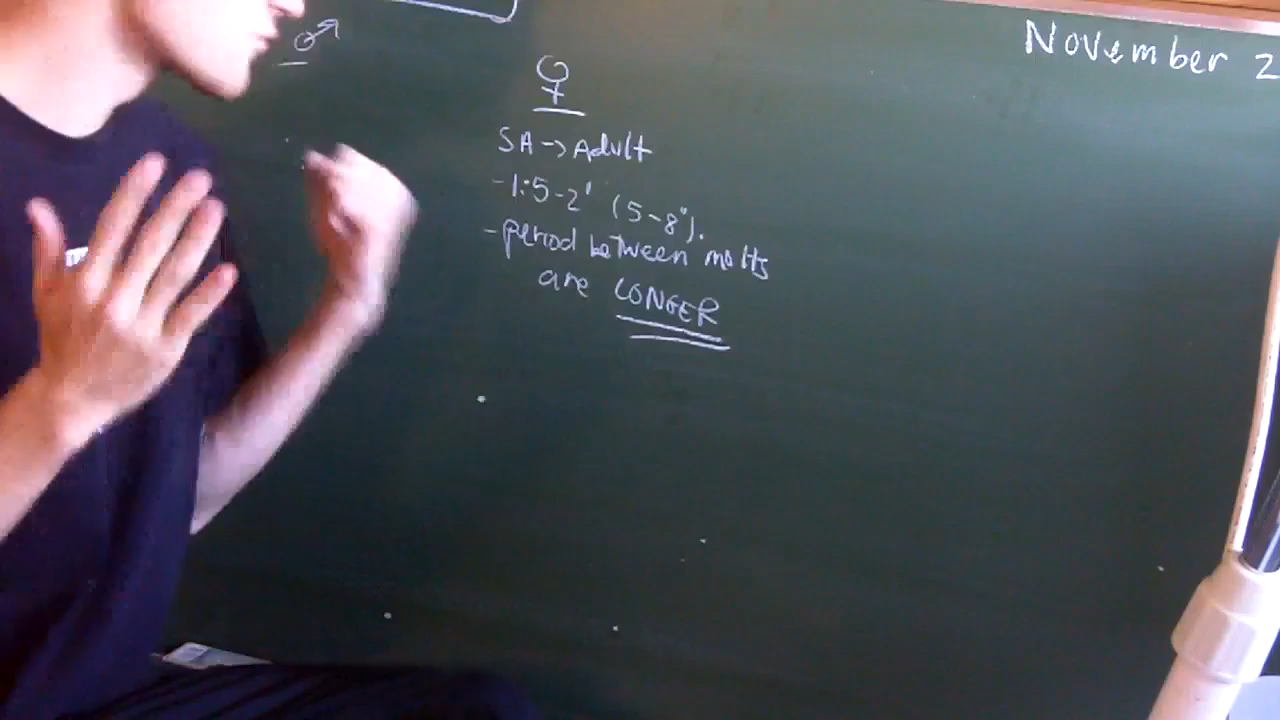 November 2
♂
♀
SA → Adult
- 1.5 - 2" (5 - 8").
- period between molts
are LONGER